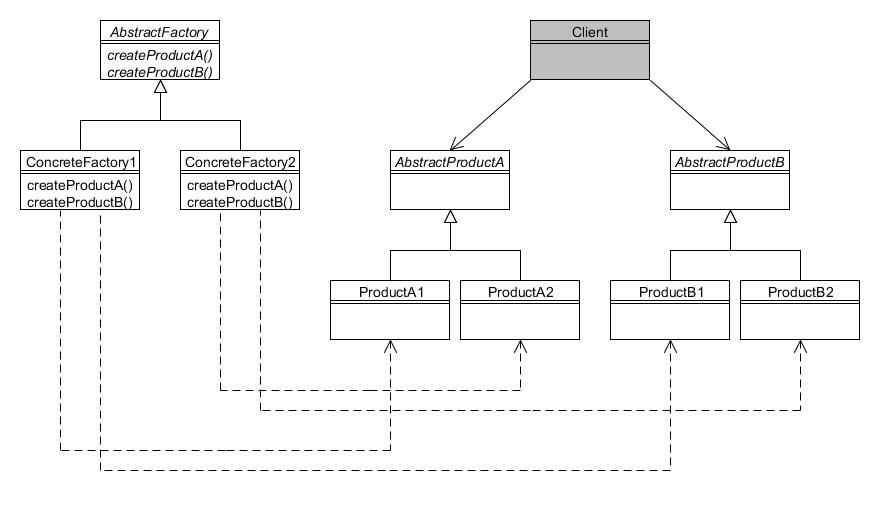 AbstractFactory
createProductA()
createProductB()
Client
ConcreteFactory1
createProductA()
createProductB()
ConcreteFactory2
createProductA()
createProductB()
AbstractProductA
AbstractProductB
ProductA1
ProductA2
ProductB1
ProductB2